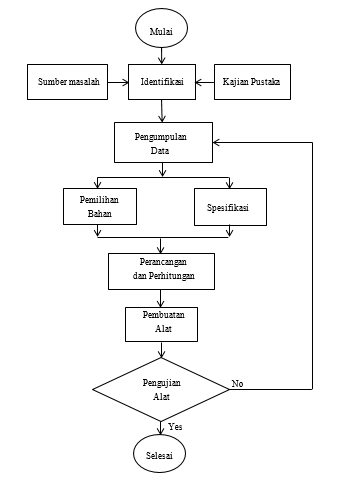 Mulai
Sumber masalah
Identifikasi
Kajian Pustaka
Pengumpulan
Data
Pemilihan
Bahan
Spesifikasi
Perancangan
dan Perhitungan
Pembuatan
Alat
Pengujian
Alat
No
Yes
Selesai